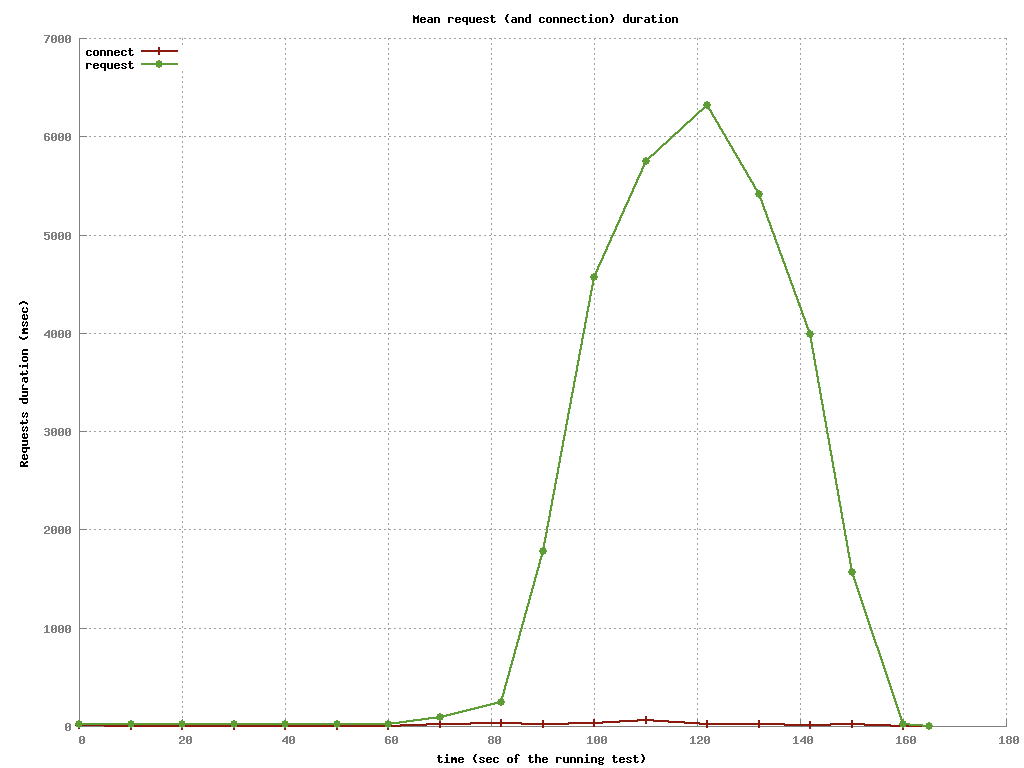 Mean request (and connection) duration
7000
connect
request
6000
5000
4000
3000
2000
1000
0
Requests duration (msec)
0 20 40 60 80 100 120 140 160 180
time (sec of the running test)